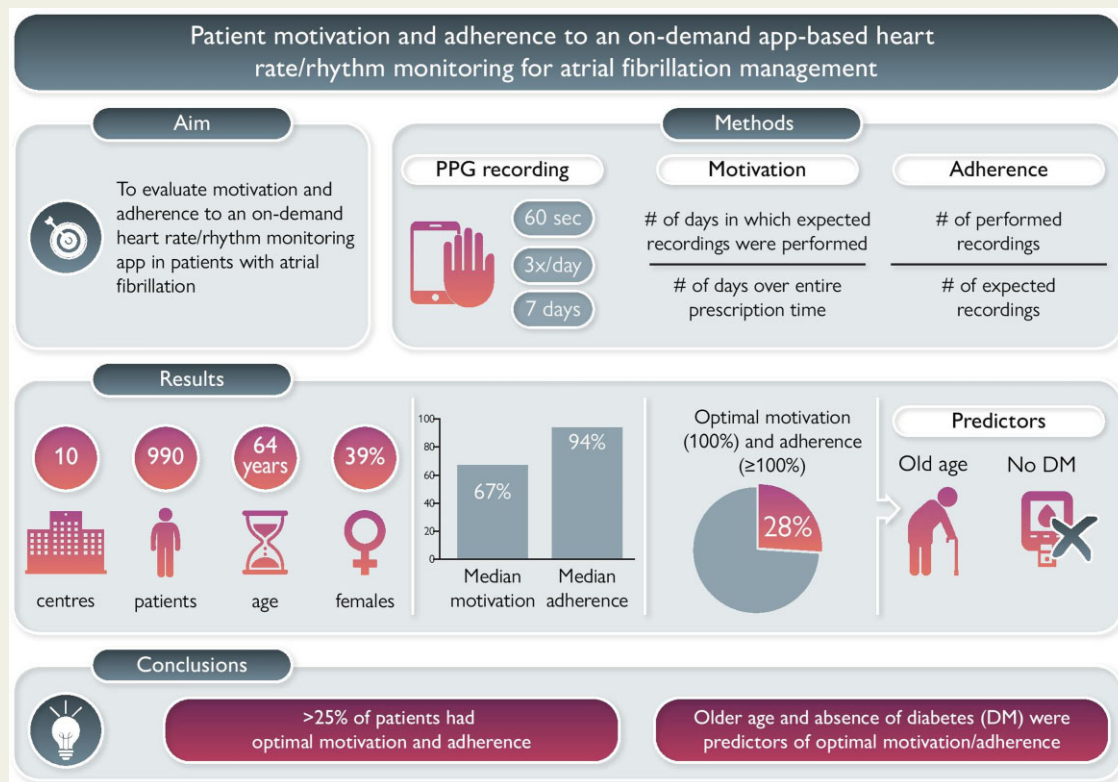 Patient motivation and adherence to an on-demand app-based heart
rate/rhythm monitoring for atrial fibrillation management
Aim
To evaluate motivation and
adherence to an on-demand
heart rate/rhythm monitoring
app in patients with atrial
fibrillation
Methods
PPG recording
60 sec
3x/day
7 days
Motivation
# of days in which expected
recordings were performed
# of days over entire
prescription time
Adherence
# of performed
recordings
# of expected
recordings
Results
10
centres
990
patients
64
years
age
39%
females
100
80
60
40
20
0
67%
94%
Median
motivation
Median
adherence
Optimal motivation
(100%) and adherence
(≥100%)
28%
Predictors
Old age
No DM
Conclusions
>25% of patients had
optimal motivation and adherence
Older age and absence of diabetes (DM) were
predictors of optimal motivation/adherence